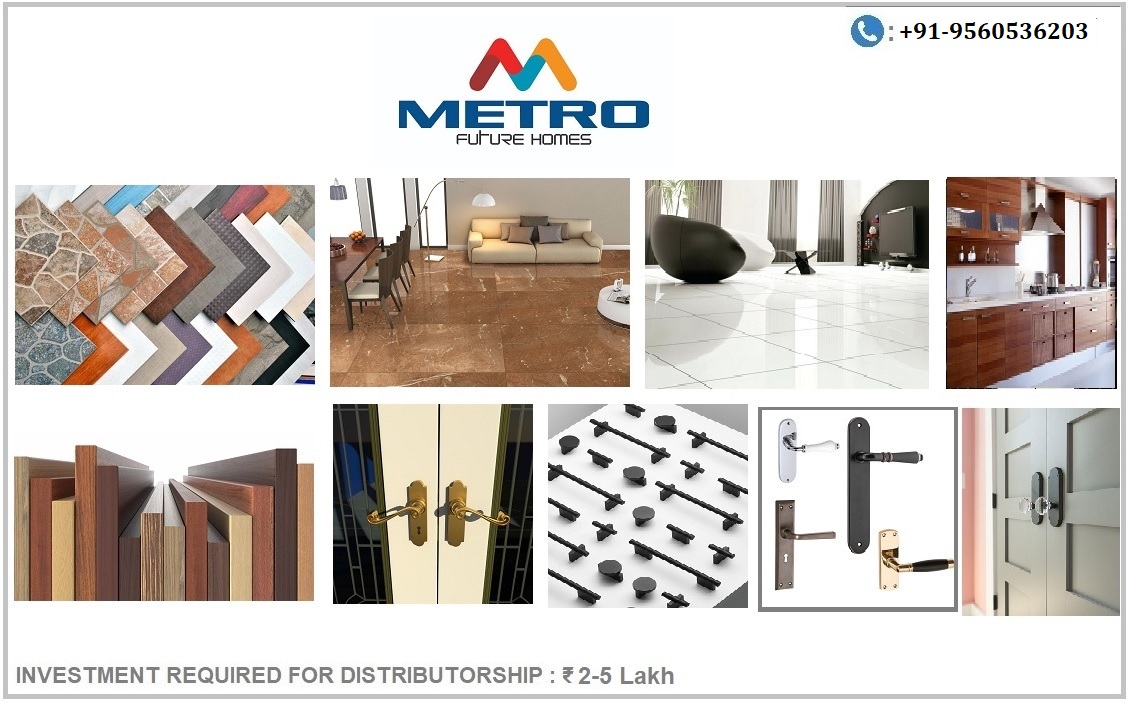 : +91-9560536203
METRO
FUTURE HOMES
INVESTMENT REQUIRED FOR DISTRIBUTORSHIP : ₹ 2-5 Lakh